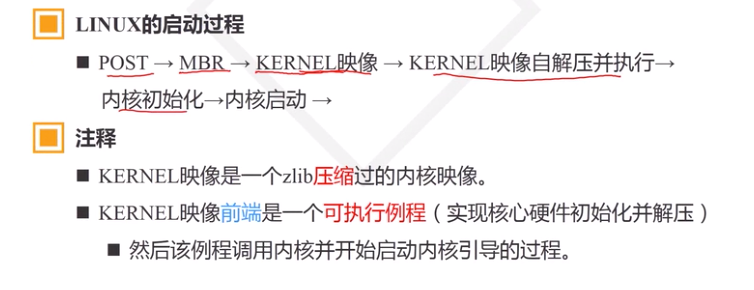 LINUX的启动过程
POST → MBR → KERNEL映像 → KERNEL映像自解压并执行→
内核初始化→内核启动 →
注释
KERNEL映像是一个zlib压缩过的内核映像。
KERNEL映像前端是一个可执行例程（实现核心硬件初始化并解压）
然后该例程调用内核并开始启动内核引导的过程。